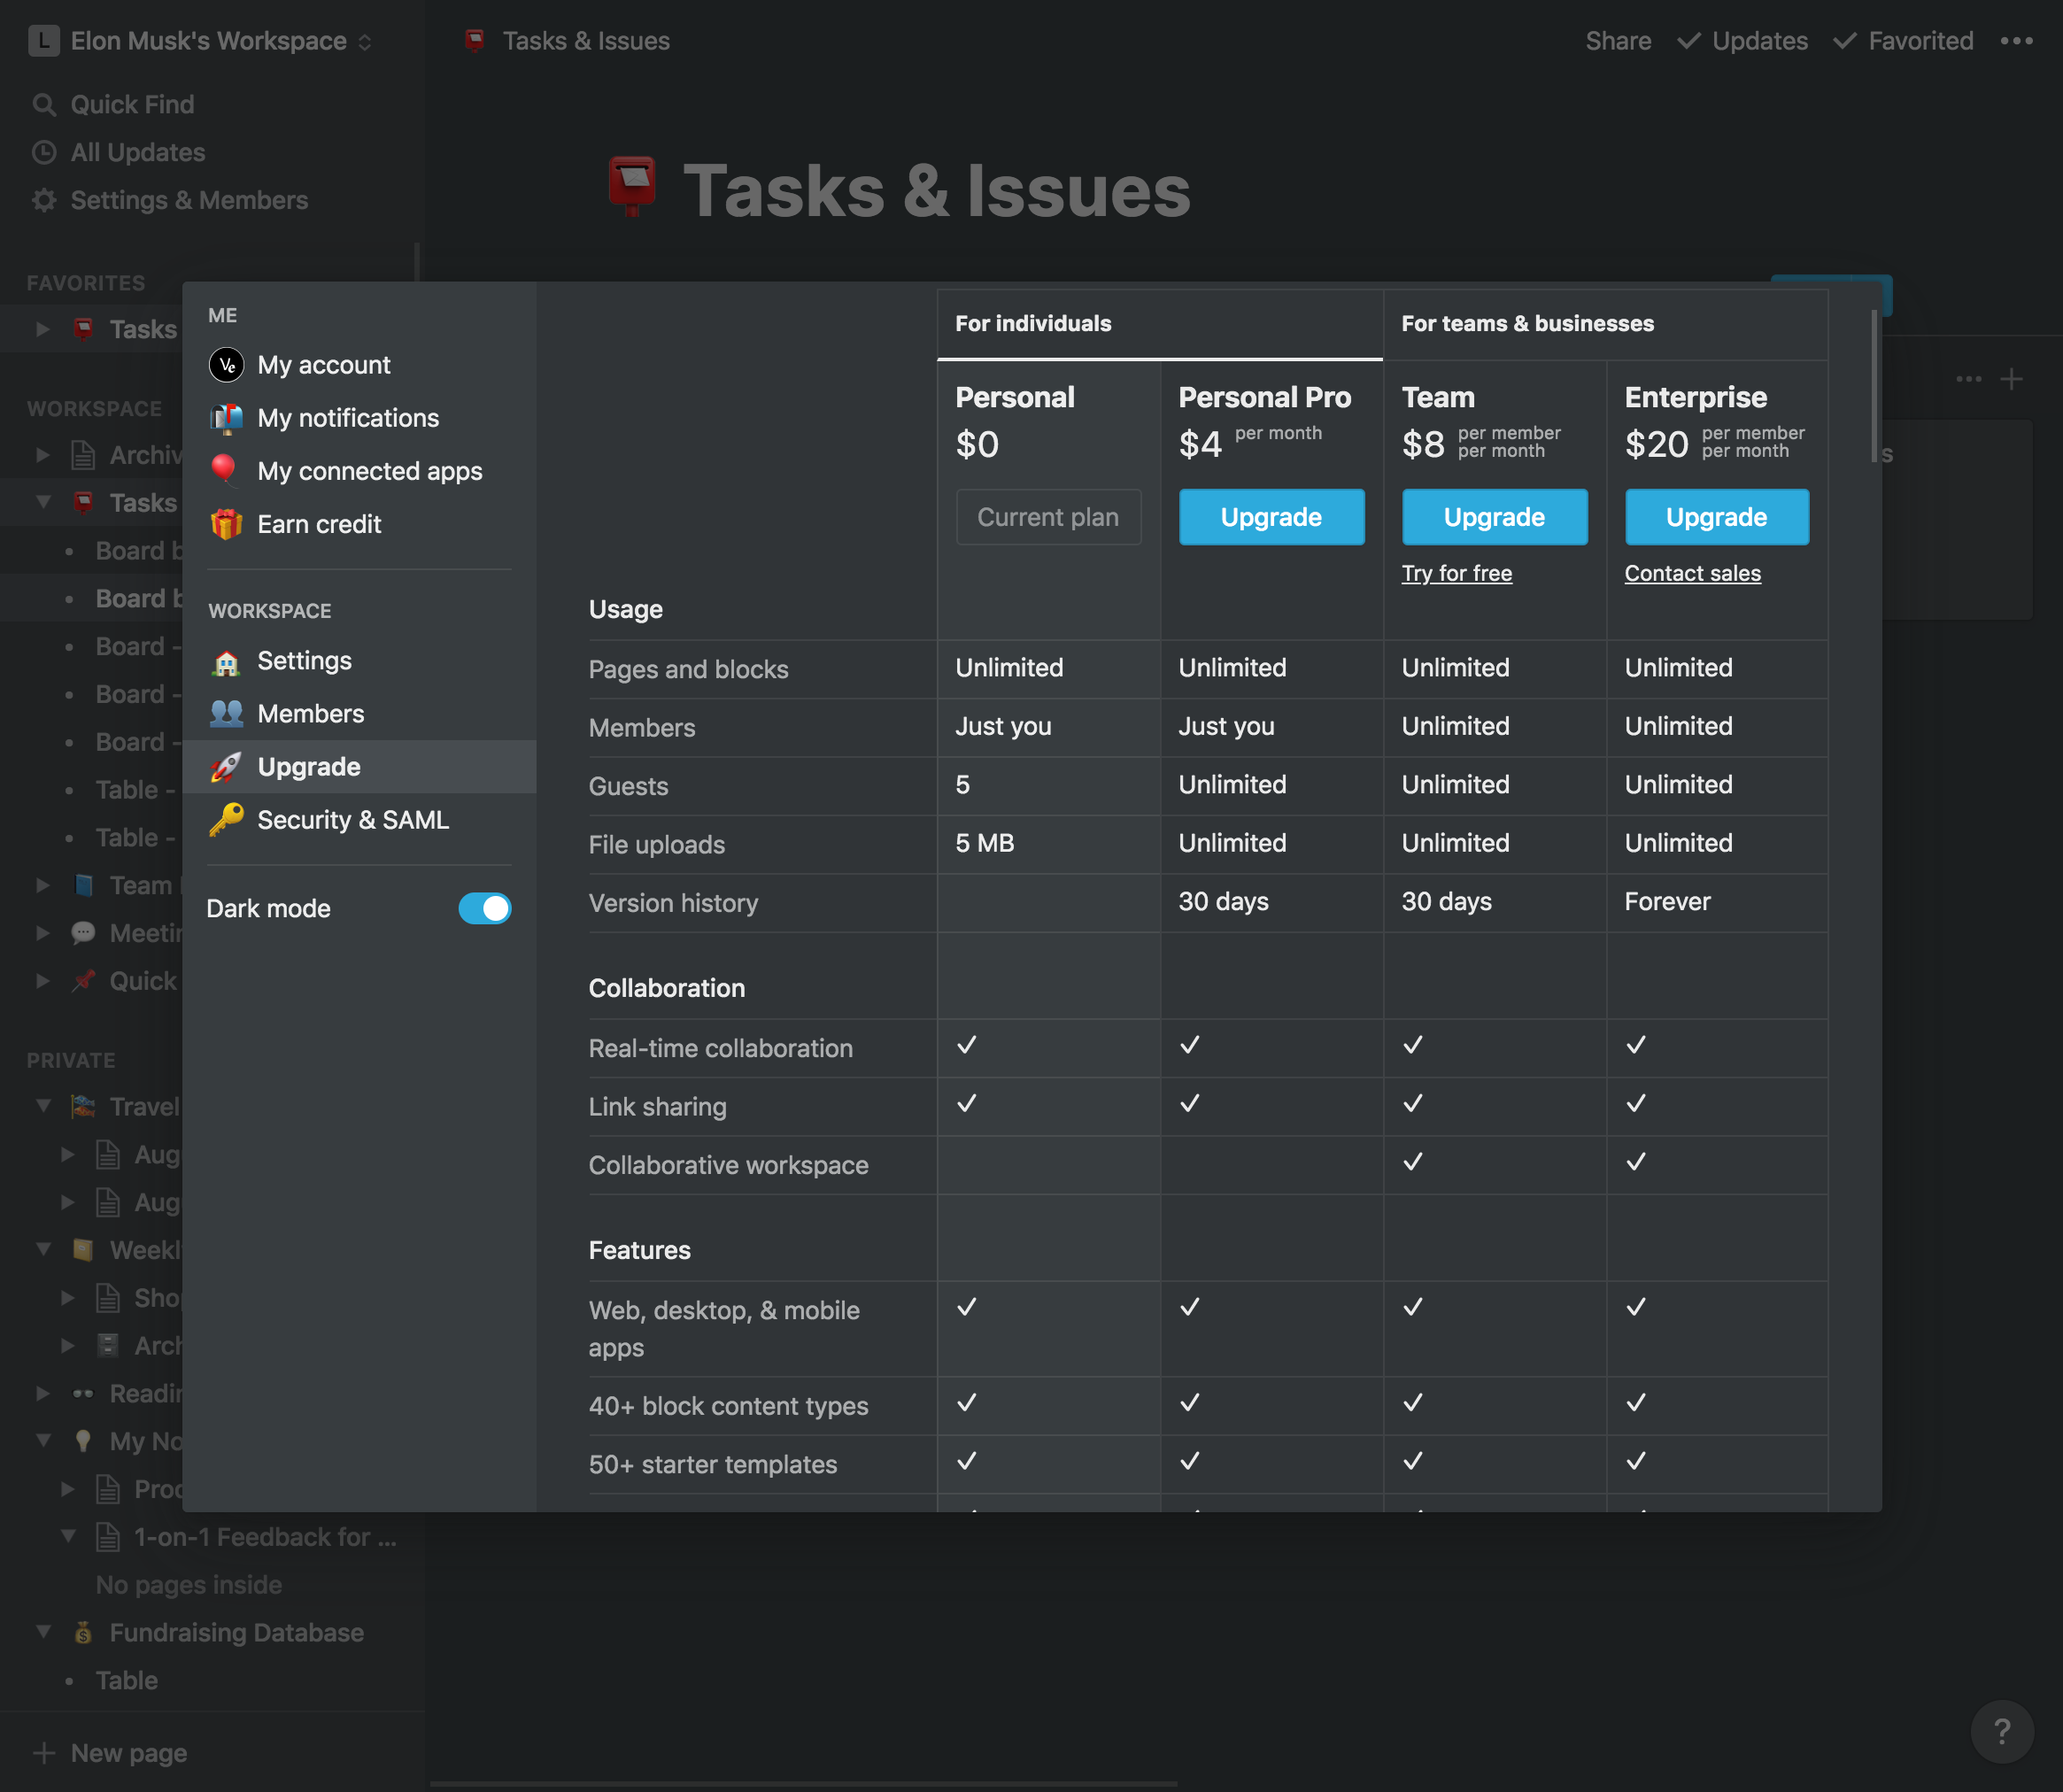 L Elon Musk's Workspace
Quick Find
All Updates
Settings & Members
FAVORITES
Tasks
WORKSPACE
Archiv
Tasks
Board b
Board b
Board -
Board -
Board -
Table -
Table -
Team
Meetin
Quick
PRIVATE
Travel
Aug
Aug
Weekl
Sho
Arch
Readin
My No
Proc
1-on-1 Feedback for ...
No pages inside
Fundraising Database
Table
New page
Tasks & Issues
Share
Updates
Favorited
Tasks & Issues
s
ME
My account
My notifications
My connected apps
Earn credit
WORKSPACE
Settings
Members
Upgrade
Security & SAML
Dark mode
For individuals For teams & businesses
Personal Personal Pro Team Enterprise
$0 $4 per month $8 per member per month $20 per member per month
Current plan Upgrade Upgrade Upgrade
Try for free Contact sales
Usage
Pages and blocks Unlimited Unlimited Unlimited Unlimited
Members Just you Just you Unlimited Unlimited
Guests 5 Unlimited Unlimited Unlimited
File uploads 5 MB Unlimited Unlimited Unlimited
Version history 30 days 30 days Forever
Collaboration
Real-time collaboration ✓ ✓ ✓ ✓
Link sharing ✓ ✓ ✓ ✓
Collaborative workspace ✓ ✓
Features
Web, desktop, & mobile ✓ ✓ ✓ ✓
apps
40+ block content types ✓ ✓ ✓ ✓
50+ starter templates ✓ ✓ ✓ ✓
?